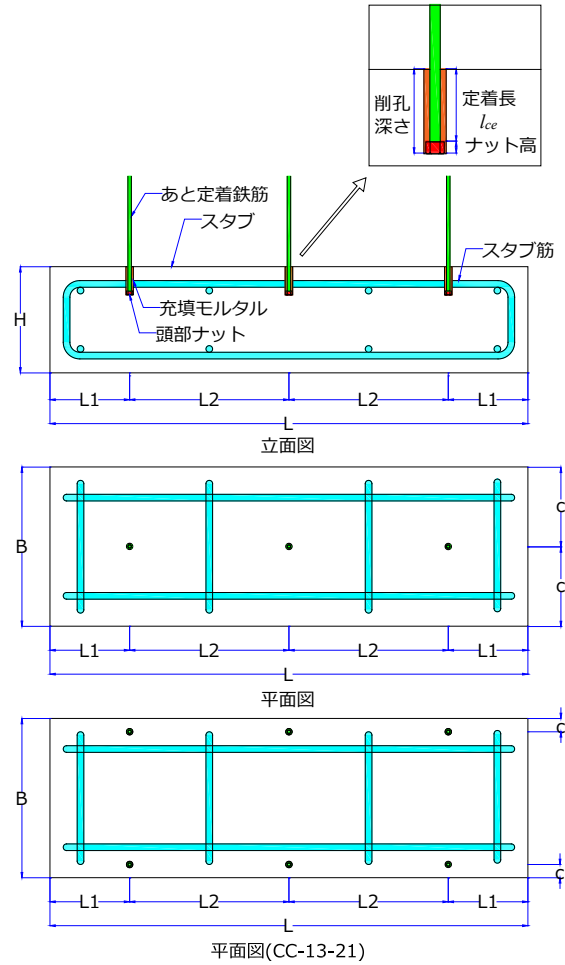 削孔
深さ
定着長
lce
ナット高
あと定着鉄筋
スタブ
スタブ筋
充填モルタル
頭部ナット
H
L1
L2
L2
L1
L
立面図
B
c
c
L1
L2
L2
L1
L
平面図
B
c
c
L1
L2
L2
L1
L
平面図(CC-13-21)